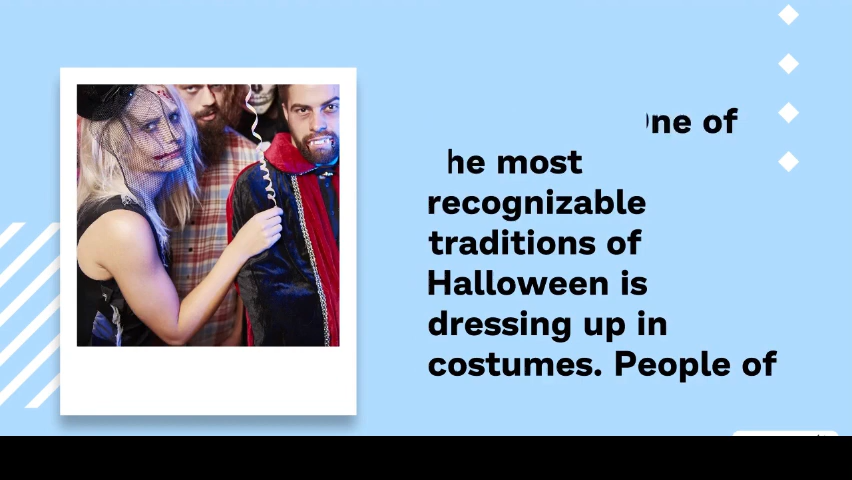 ne of
he most
recognizable
traditions of
Halloween is
dressing up in
costumes. People of